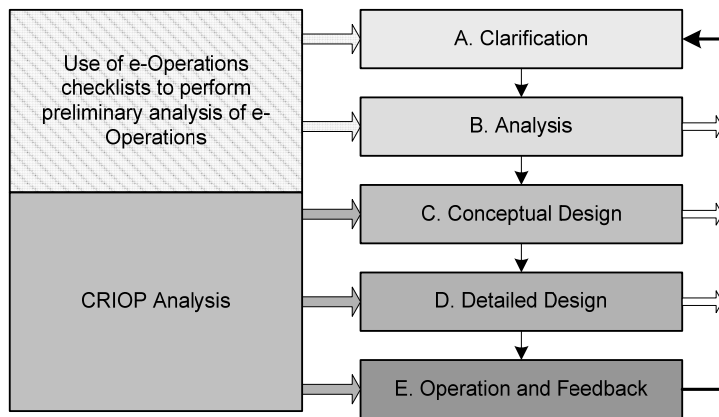 Use of e-Operations
checklists to perform
preliminary analysis of e-
Operations
CRIOP Analysis
A. Clarification
B. Analysis
C. Conceptual Design
D. Detailed Design
E. Operation and Feedback